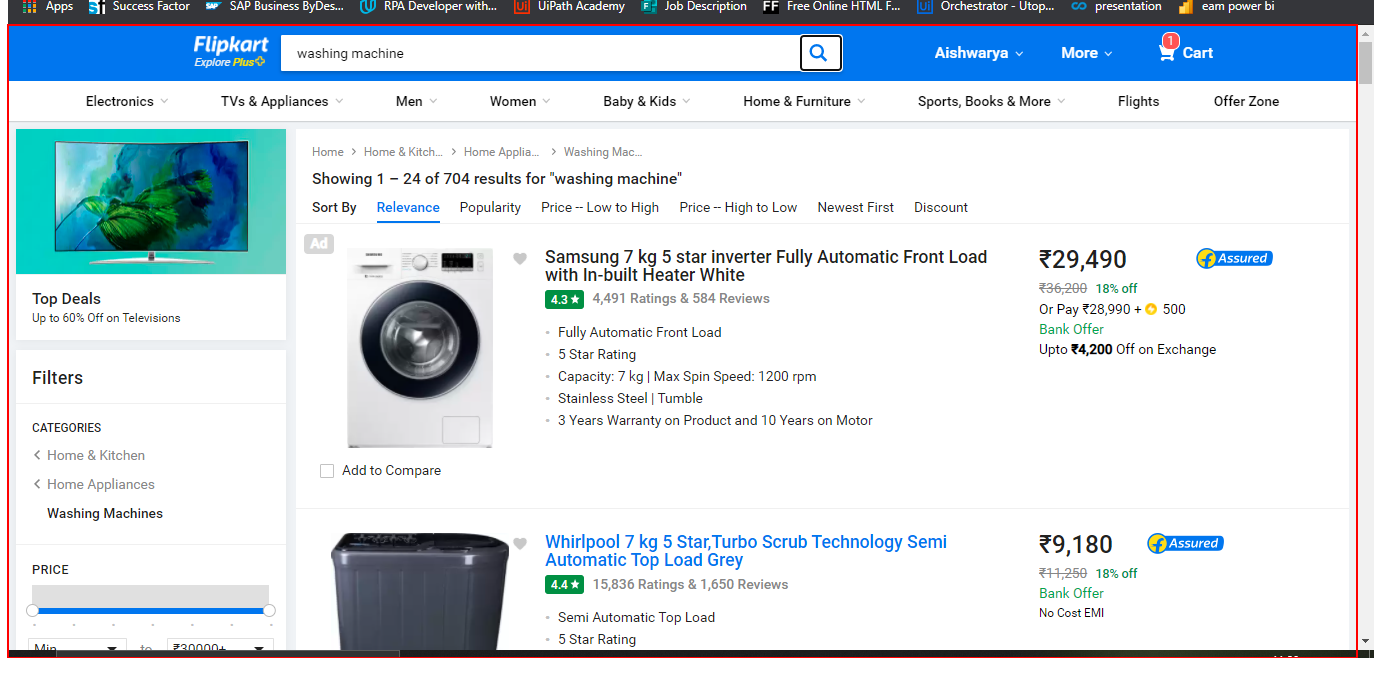 Apps Success Factor SAP Business ByDes... RPA Developer with... UiPath Academy Job Description FF Free Online HTML F... Orchestrator - Utop... presentation eam power bi
Flipkart
Explore Plus
washing machine
Aishwarya
More
1
Cart
Electronics TVs & Appliances Men Women Baby & Kids Home & Furniture Sports, Books & More Flights Offer Zone
Top Deals
Up to 60% Off on Televisions
Filters
CATEGORIES
Home & Kitchen
Home Appliances
Washing Machines
PRICE
Min to ₹30000+
Home > Home & Kitch... > Home Applia... > Washing Mac...
Showing 1 – 24 of 704 results for "washing machine"
Sort By Relevance Popularity Price -- Low to High Price -- High to Low Newest First Discount
Ad
SAMSUNG
Samsung 7 kg 5 star inverter Fully Automatic Front Load
with In-built Heater White
4.3★ 4,491 Ratings & 584 Reviews
Fully Automatic Front Load
5 Star Rating
Capacity: 7 kg | Max Spin Speed: 1200 rpm
Stainless Steel | Tumble
3 Years Warranty on Product and 10 Years on Motor
₹29,490
Assured
₹36,200 18% off
Or Pay ₹28,990 + 500
Bank Offer
Upto ₹4,200 Off on Exchange
Add to Compare
Whirlpool 7 kg 5 Star,Turbo Scrub Technology Semi
Automatic Top Load Grey
4.4★ 15,836 Ratings & 1,650 Reviews
Semi Automatic Top Load
5 Star Rating
₹9,180
Assured
₹11,250 18% off
Bank Offer
No Cost EMI